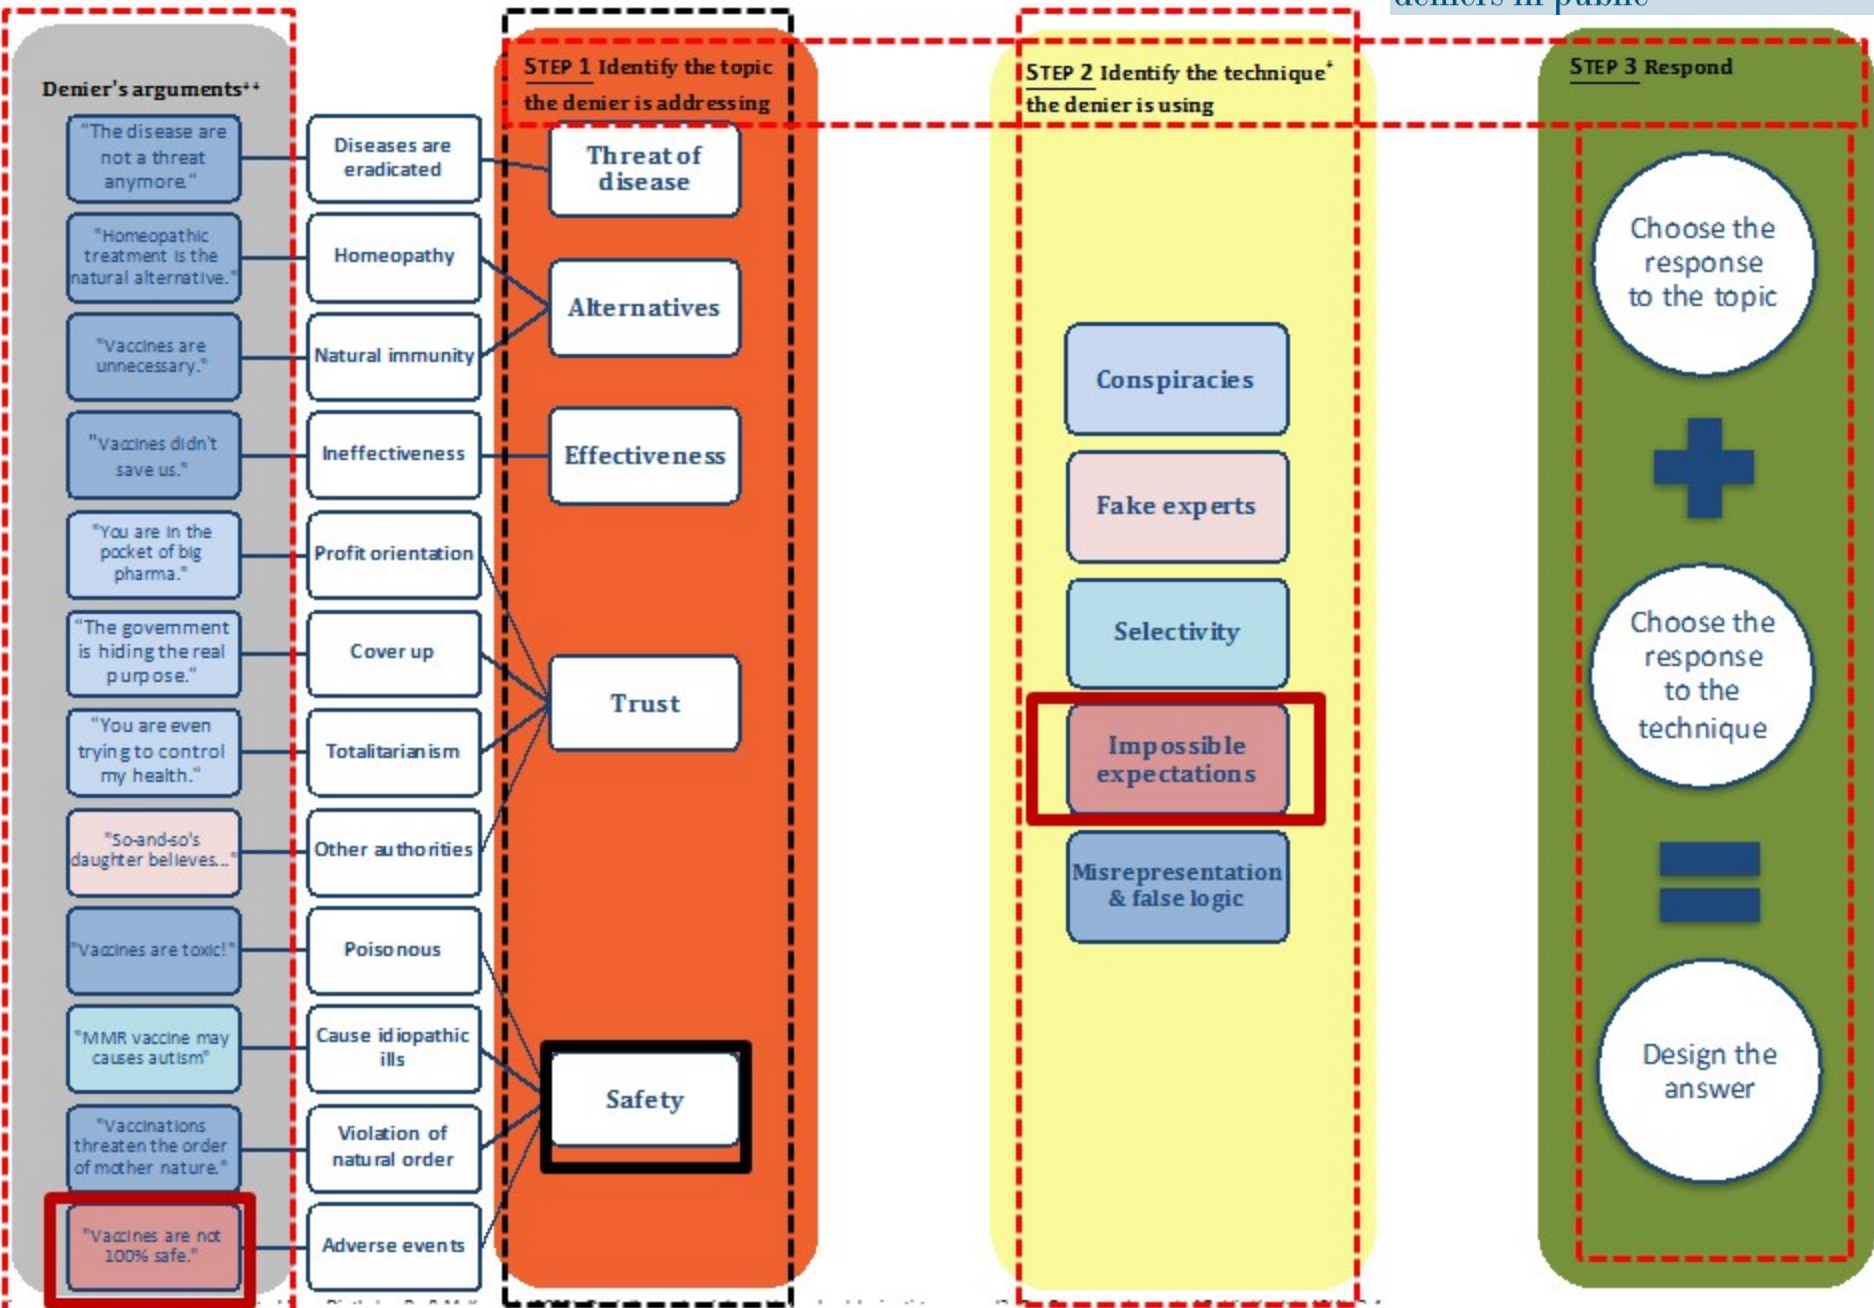 deniers in public
Denier's arguments⁺⁺
"The disease are
not a threat
anymore."
"Homeopathic
treatment is the
natural alternative."
"Vaccines are
unnecessary."
"Vaccines didn't
save us."
"You are in the
pocket of big
pharma."
"The government
is hiding the real
purpose."
"You are even
trying to control
my health."
"So-and-so's
daughter believes..."
"Vaccines are toxic!"
"MMR vaccine may
causes autism"
"Vaccinations
threaten the order
of mother nature."
"Vaccines are not
100% safe."
Diseases are
eradicated
Homeopathy
Natural immunity
Ineffectiveness
Profit orientation
Cover up
Totalitarianism
Other authorities
Poisonous
Cause idiopathic
ills
Violation of
natural order
Adverse events
STEP 1 Identify the topic
the denier is addressing
Threat of
disease
Alternatives
Effectiveness
Trust
Safety
STEP 2 Identify the technique⁺
the denier is using
Conspiracies
Fake experts
Selectivity
Impossible
expectations
Misrepresentation
& false logic
STEP 3 Respond
Choose the
response
to the topic
Choose the
response
to the
technique
Design the
answer